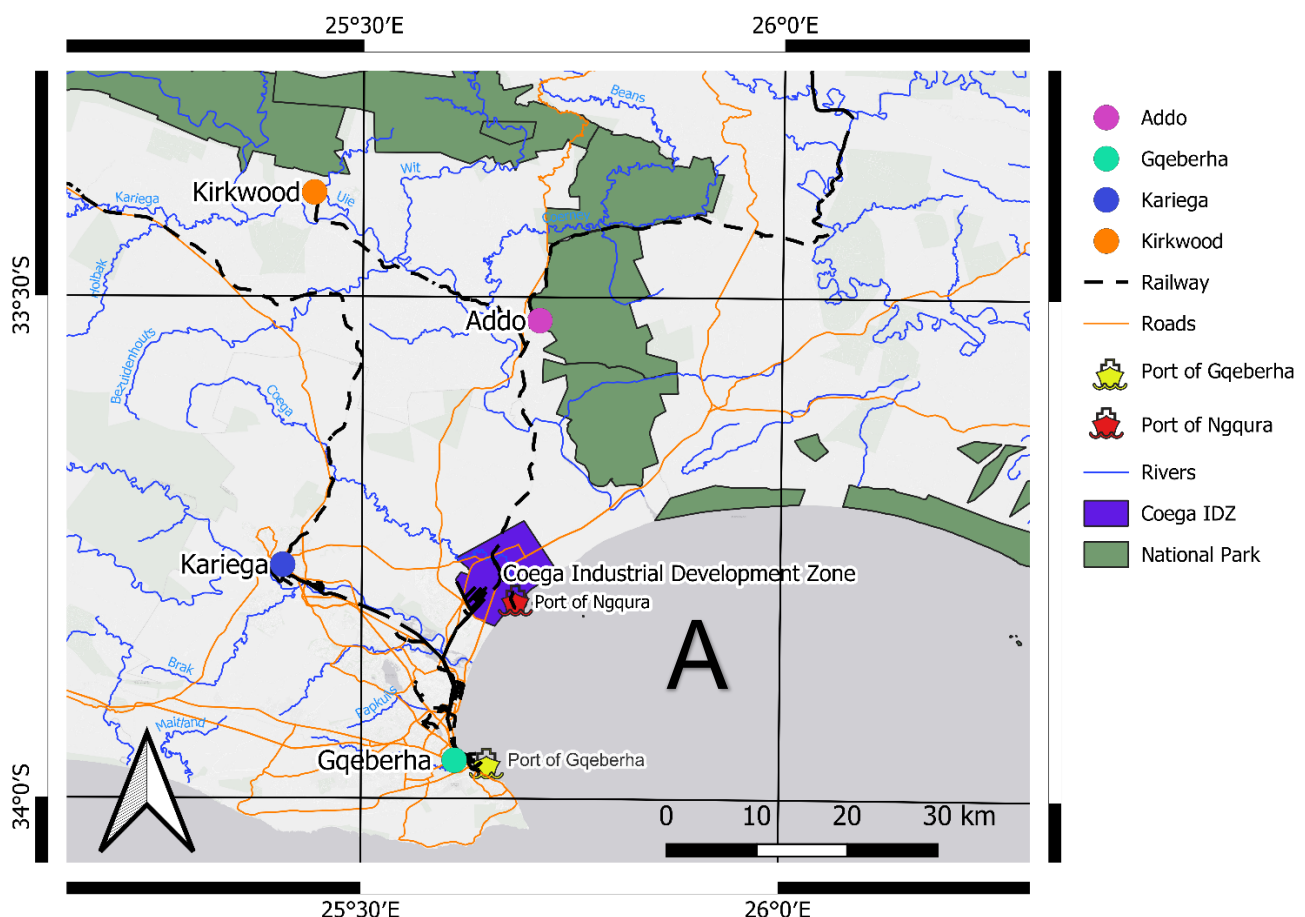 25°30′E 26°0′E
Beans
Wit
Kirkwood
Uie
Kariega
Coerney
Holbak
33°30′S
Addo
Bezuidenhouts
Coega
Kariega
Coega Industrial Development Zone
Port of Ngqura
A
Brak
Papkuils
Maitland
Gqeberha
Port of Gqeberha
34°0′S
0 10 20 30 km
25°30′E 26°0′E
Addo
Gqeberha
Kariega
Kirkwood
Railway
Roads
Port of Gqeberha
Port of Ngqura
Rivers
Coega IDZ
National Park